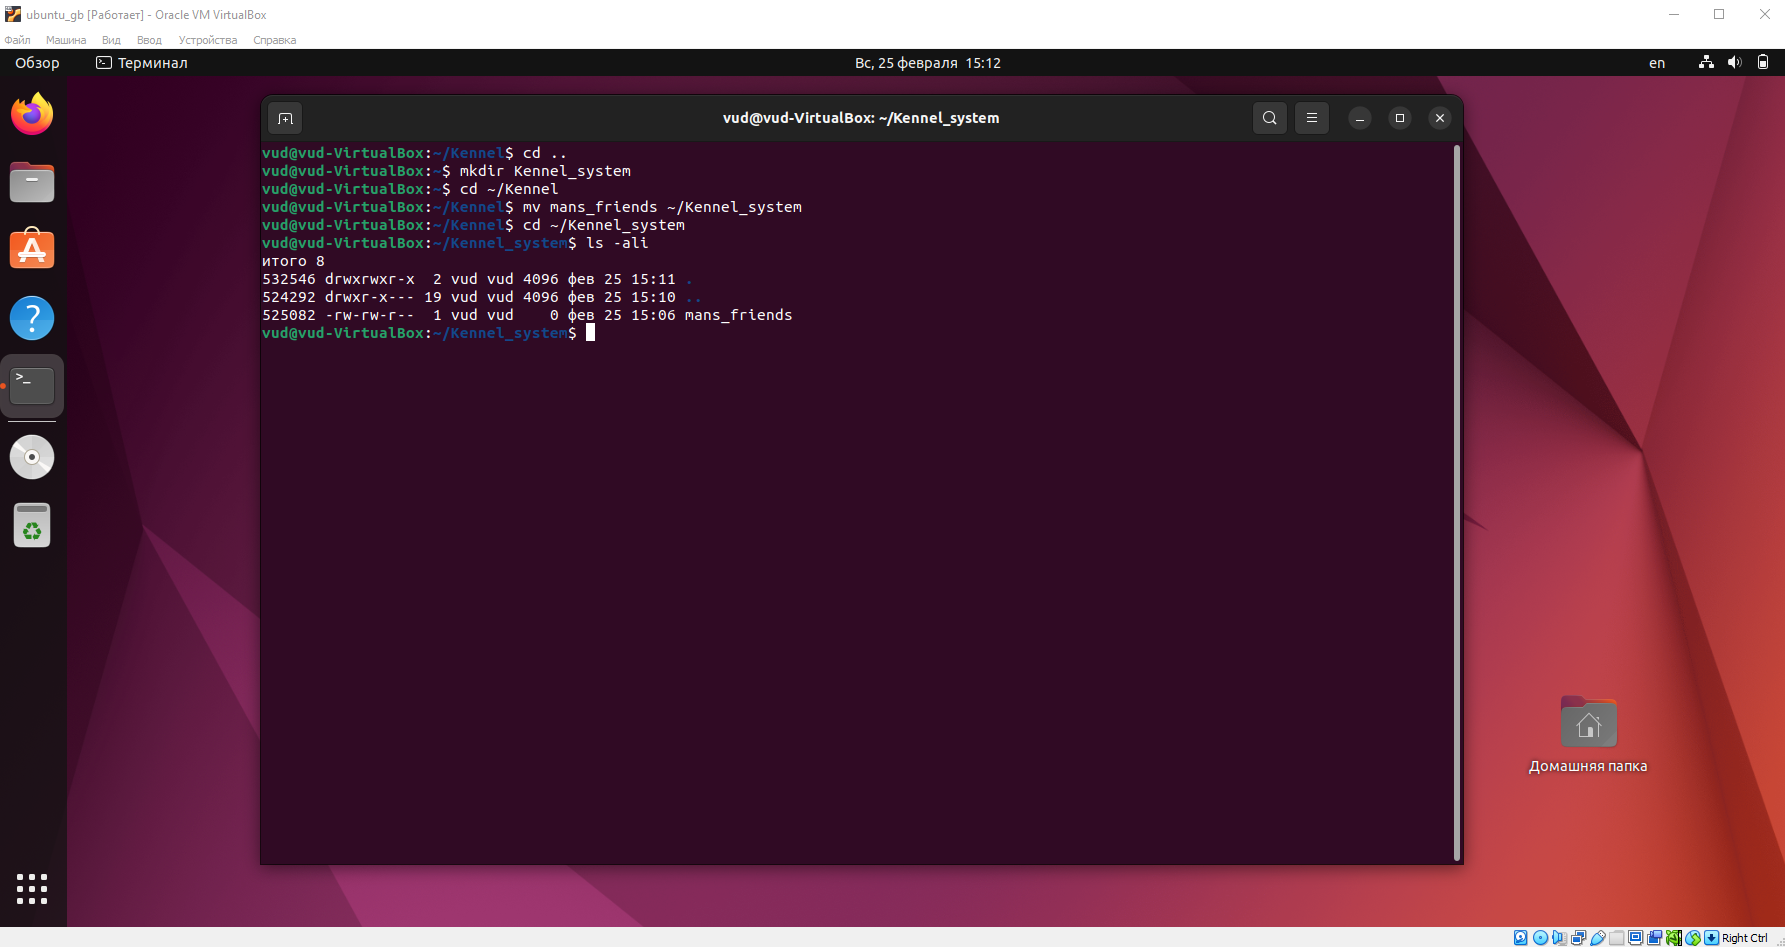 ubuntu_gb [Работает] - Oracle VM VirtualBox
Файл Машина Вид Ввод Устройства Справка
Обзор Терминал Вс, 25 февраля 15:12 en
vud@vud-VirtualBox: ~/Kennel_system
vud@vud-VirtualBox:~/Kennel$ cd ..
vud@vud-VirtualBox:~$ mkdir Kennel_system
vud@vud-VirtualBox:~$ cd ~/Kennel
vud@vud-VirtualBox:~/Kennel$ mv mans_friends ~/Kennel_system
vud@vud-VirtualBox:~/Kennel$ cd ~/Kennel_system
vud@vud-VirtualBox:~/Kennel_system$ ls -ali
итого 8
532546 drwxrwxr-x  2 vud vud 4096 фев 25 15:11 .
524292 drwxr-x--- 19 vud vud 4096 фев 25 15:10 ..
525082 -rw-rw-r--  1 vud vud    0 фев 25 15:06 mans_friends
vud@vud-VirtualBox:~/Kennel_system$
Домашняя папка
Right Ctrl